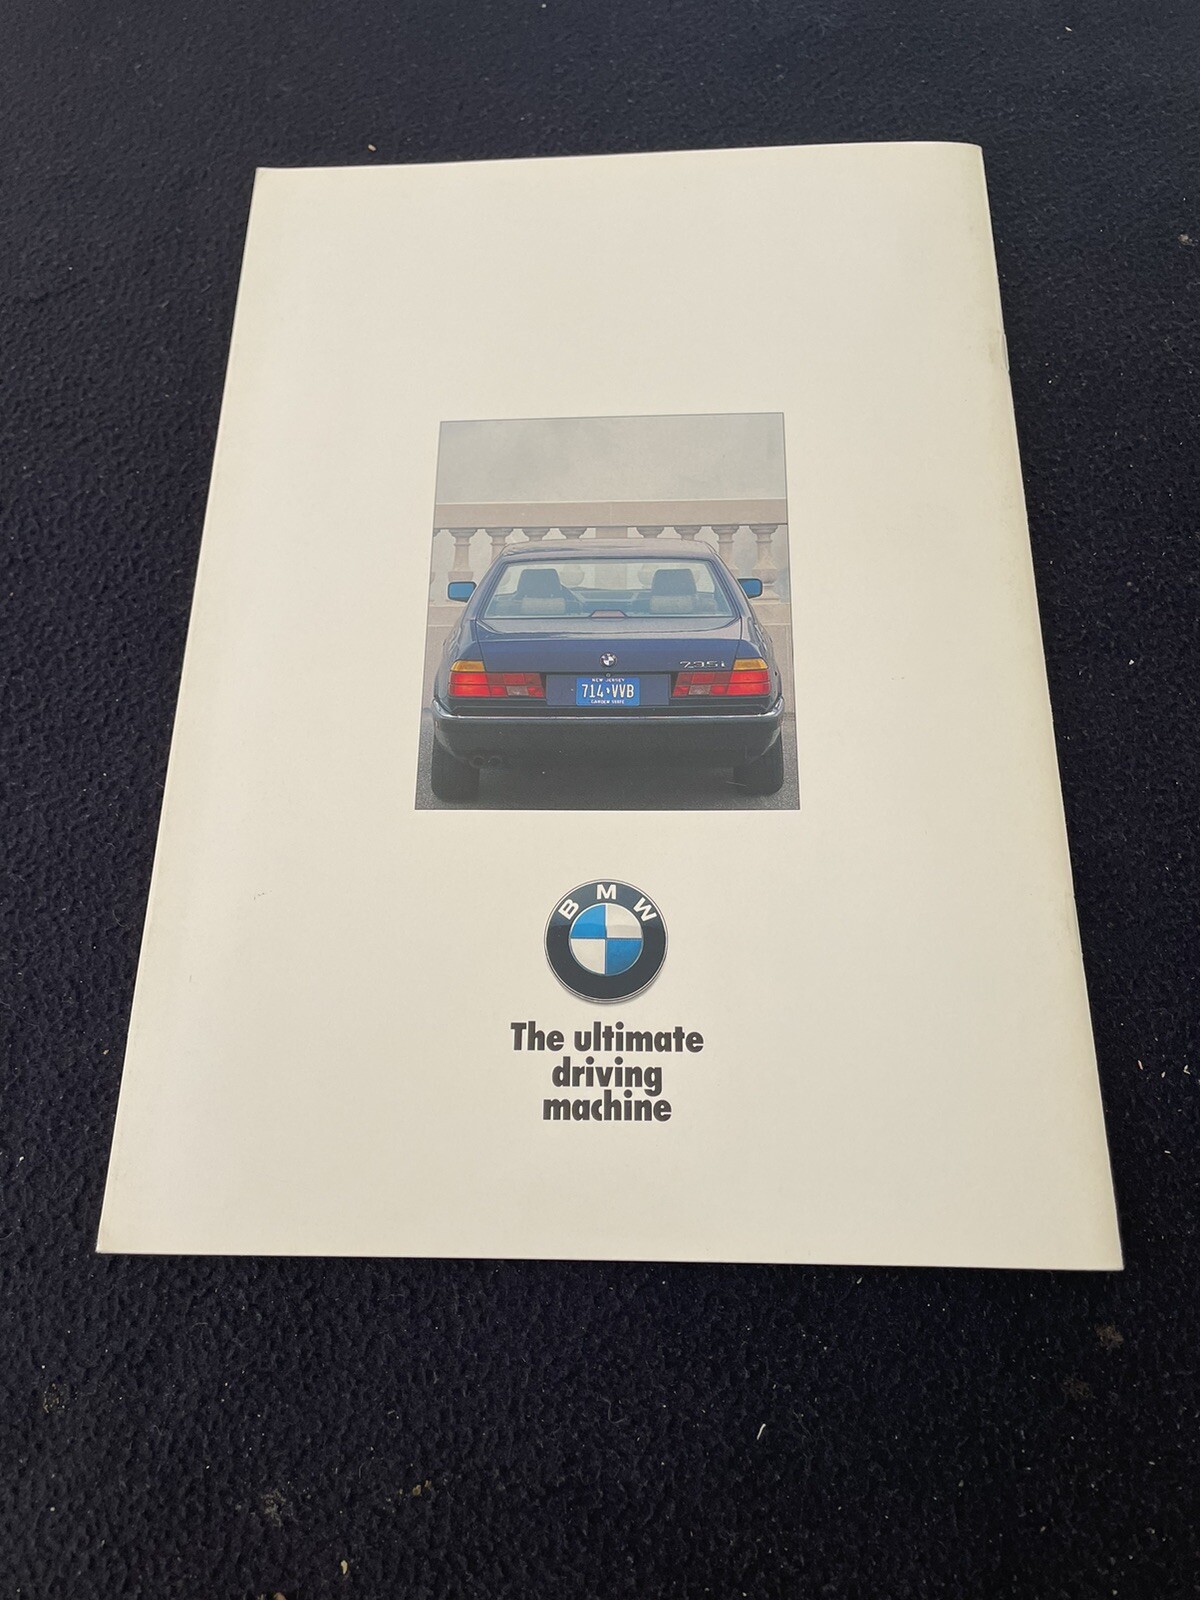 735i
NEW JERSEY
714·VVB
GARDEN STATE
BMW
The ultimate
driving
machine